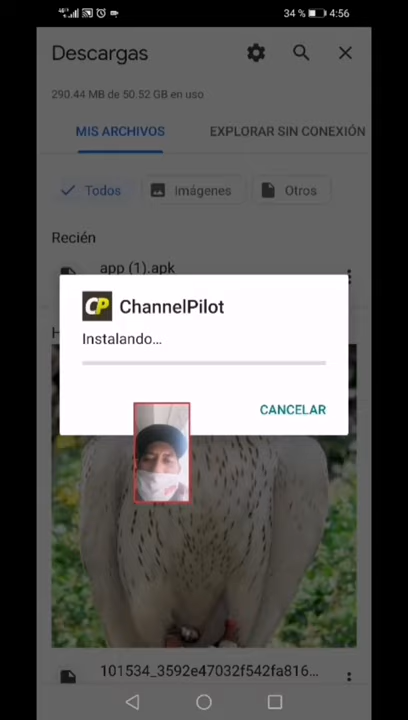 34 % 4:56
Descargas
290.44 MB de 50.52 GB en uso
MIS ARCHIVOS EXPLORAR SIN CONEXIÓN
Todos Imágenes Otros
Recién
app (1).apk
CP ChannelPilot
Instalando...
CANCELAR
101534_3592e47032f542fa816...